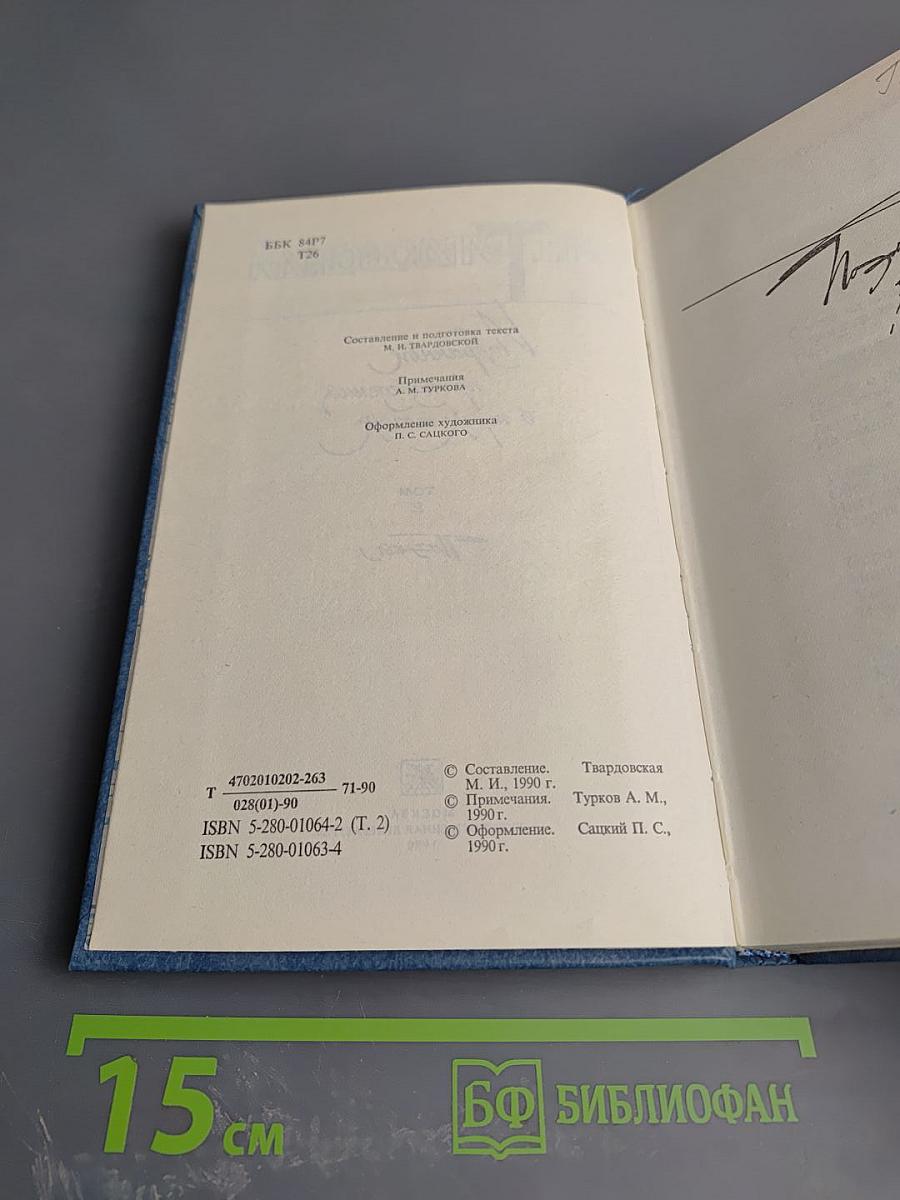 ББК 84Р7
Т26
Составление и подготовка текста
М. И. ТВАРДОВСКОЙ
Примечания
А. М. ТУРКОВА
Оформление художника
П. С. САЦКОГО
Т 4702010202-263
028(01)-90
71-90
ISBN 5-280-01064-2 (Т. 2)
ISBN 5-280-01063-4
© Составление. Твардовская
М. И., 1990 г.
© Примечания. Турков А. М.,
1990 г.
© Оформление. Сацкий П. С.,
1990 г.
15 см
БФ БИБЛИОФАН